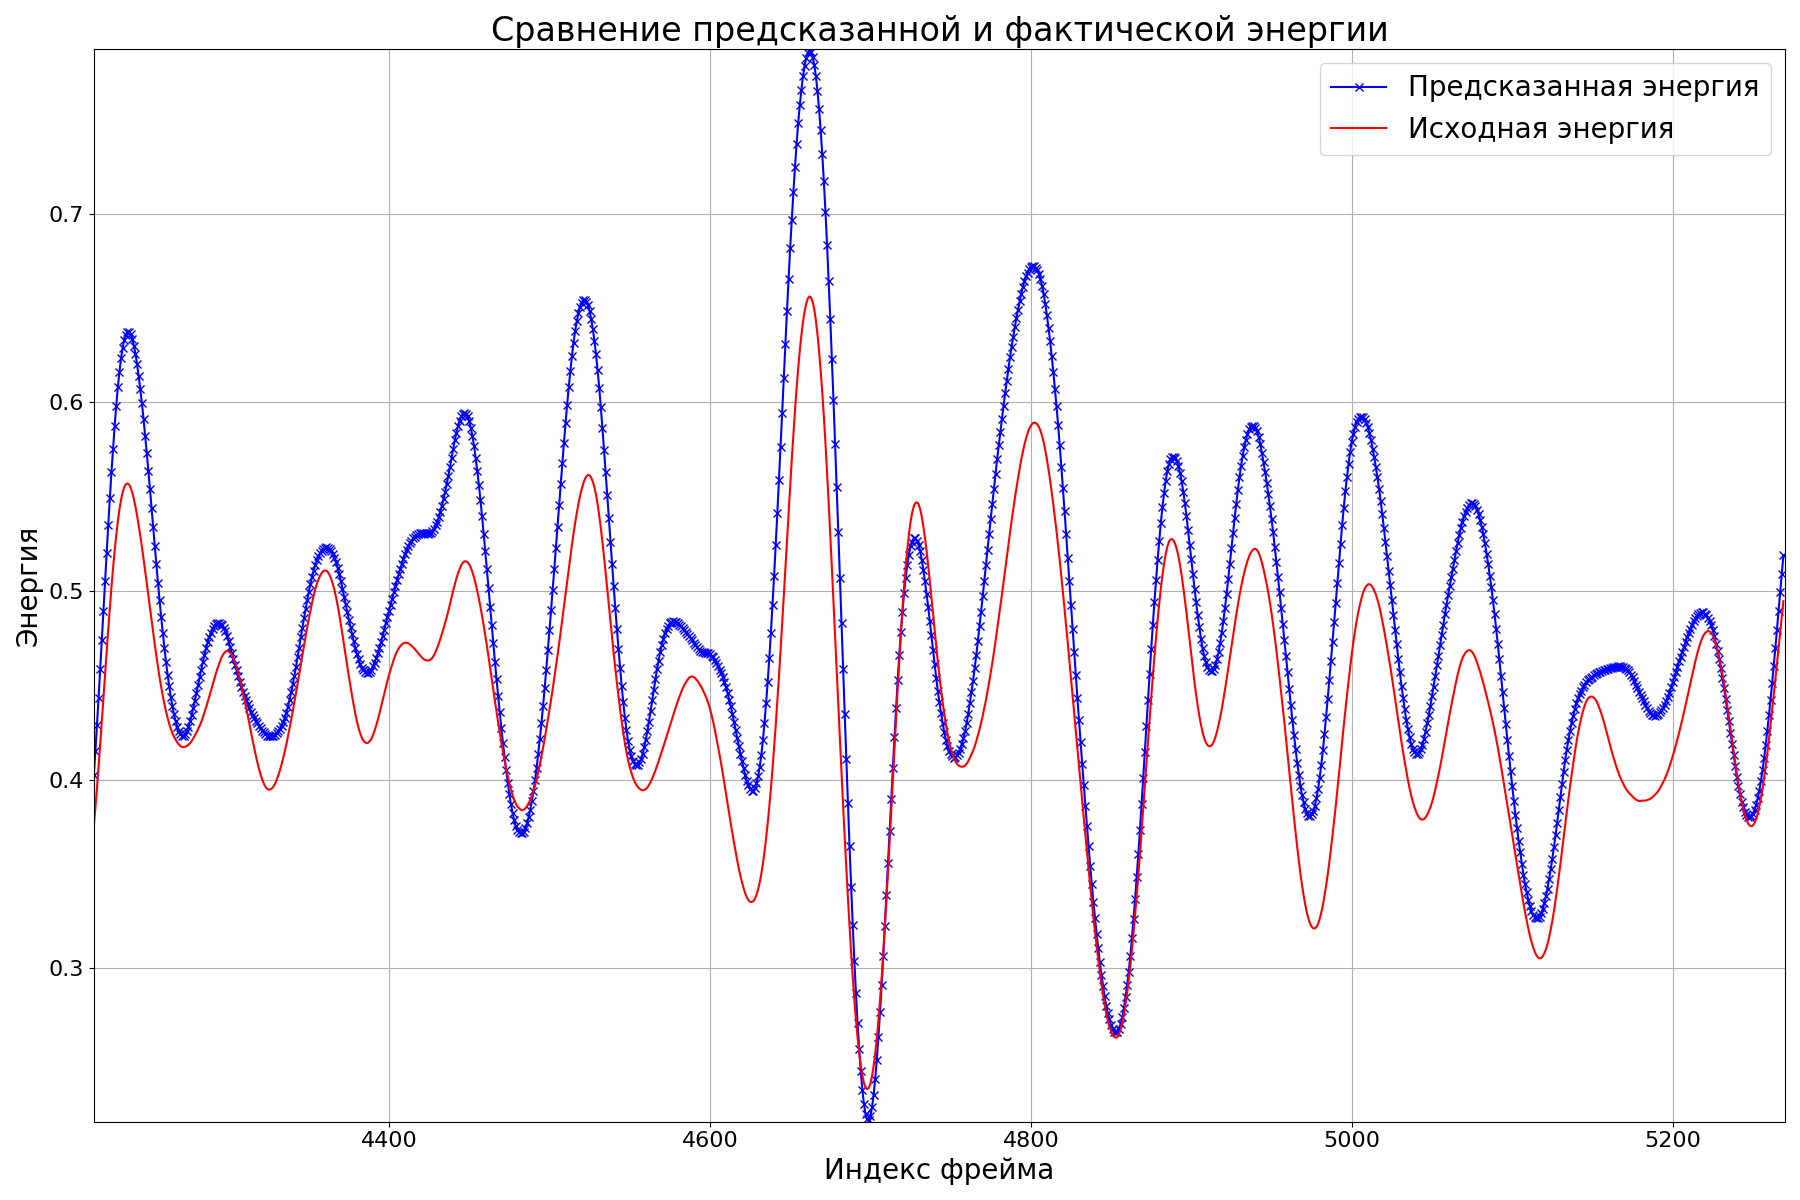 Сравнение предсказанной и фактической энергии
Предсказанная энергия
Исходная энергия
0.7
0.6
0.5
0.4
0.3
Энергия
4400 4600 4800 5000 5200
Индекс фрейма